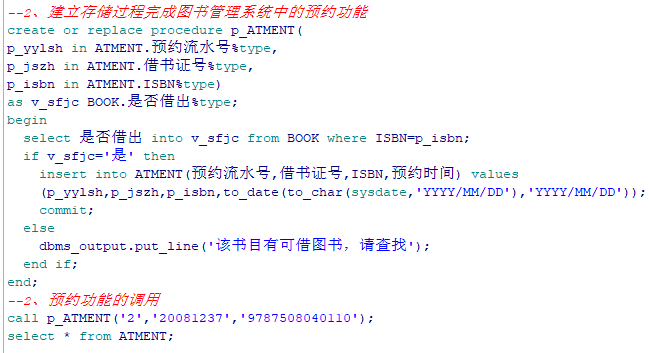 --2、建立存储过程完成图书管理系统中的预约功能
create or replace procedure p_ATMENT(
p_yylsh in ATMENT.预约流水号%type,
p_jszh in ATMENT.借书证号%type,
p_isbn in ATMENT.ISBN%type)
as v_sfjc BOOK.是否借出%type;
begin
  select 是否借出 into v_sfjc from BOOK where ISBN=p_isbn;
  if v_sfjc='是' then
    insert into ATMENT(预约流水号,借书证号,ISBN,预约时间) values
    (p_yylsh,p_jszh,p_isbn,to_date(to_char(sysdate,'YYYY/MM/DD'),'YYYY/MM/DD'));
    commit;
  else
    dbms_output.put_line('该书目有可借图书，请查找');
  end if;
end;
--2、预约功能的调用
call p_ATMENT('2','20081237','9787508040110');
select * from ATMENT;